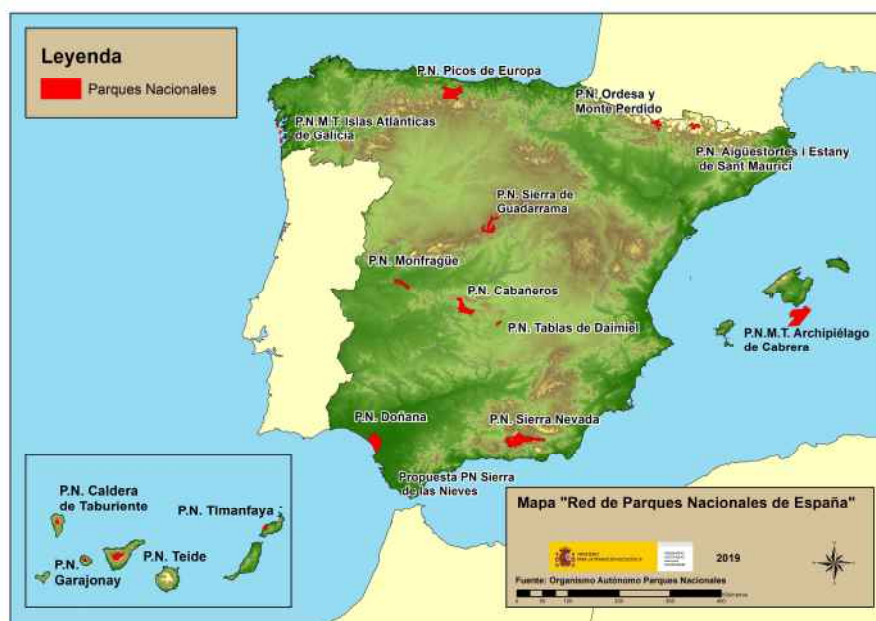 Leyenda
Parques Nacionales
P.N. Picos de Europa
P.N. Ordesa y
Monte Perdido
P.N.M.T. Islas Atlánticas
de Galicia
P.N. Aigüestortes i Estany
de Sant Maurici
P.N. Sierra de
Guadarrama
P.N. Monfragüe
P.N. Cabañeros
P.N. Tablas de Daimiel
P.N.M.T. Archipiélago
de Cabrera
P.N. Doñana
P.N. Sierra Nevada
Propuesta PN Sierra
de las Nieves
P.N. Caldera
de Taburiente
P.N. Timanfaya
P.N. Teide
P.N.
Garajonay
Mapa "Red de Parques Nacionales de España"
2019
Fuente: Organismo Autónomo Parques Nacionales